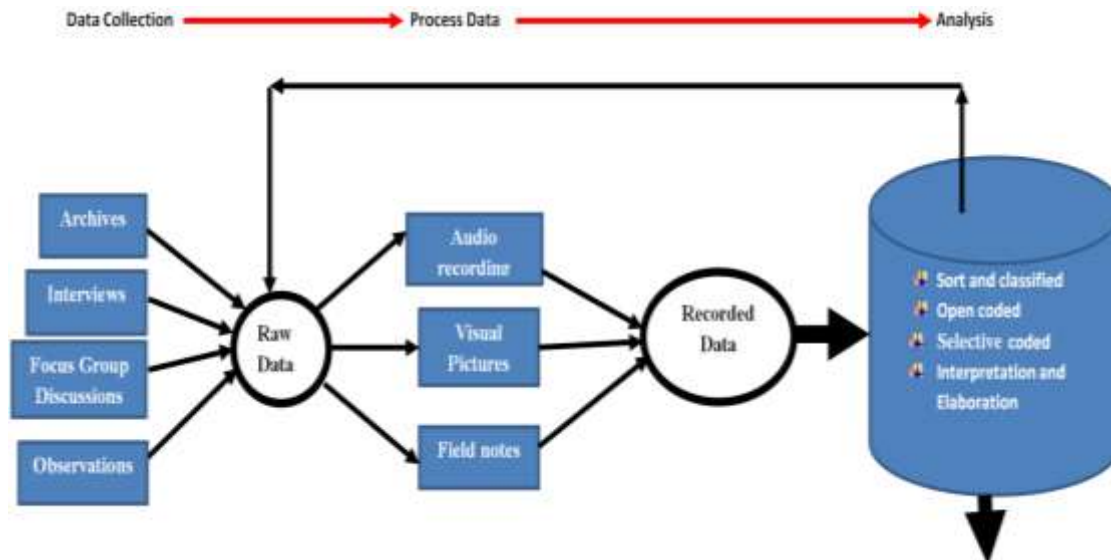 Data Collection
Process Data
Analysis
Archives
Interviews
Focus Group
Discussions
Observations
Raw
Data
Audio
recording
Visual
Pictures
Field notes
Recorded
Data
Sort and classified
Open coded
Selective coded
Interpretation and
Elaboration